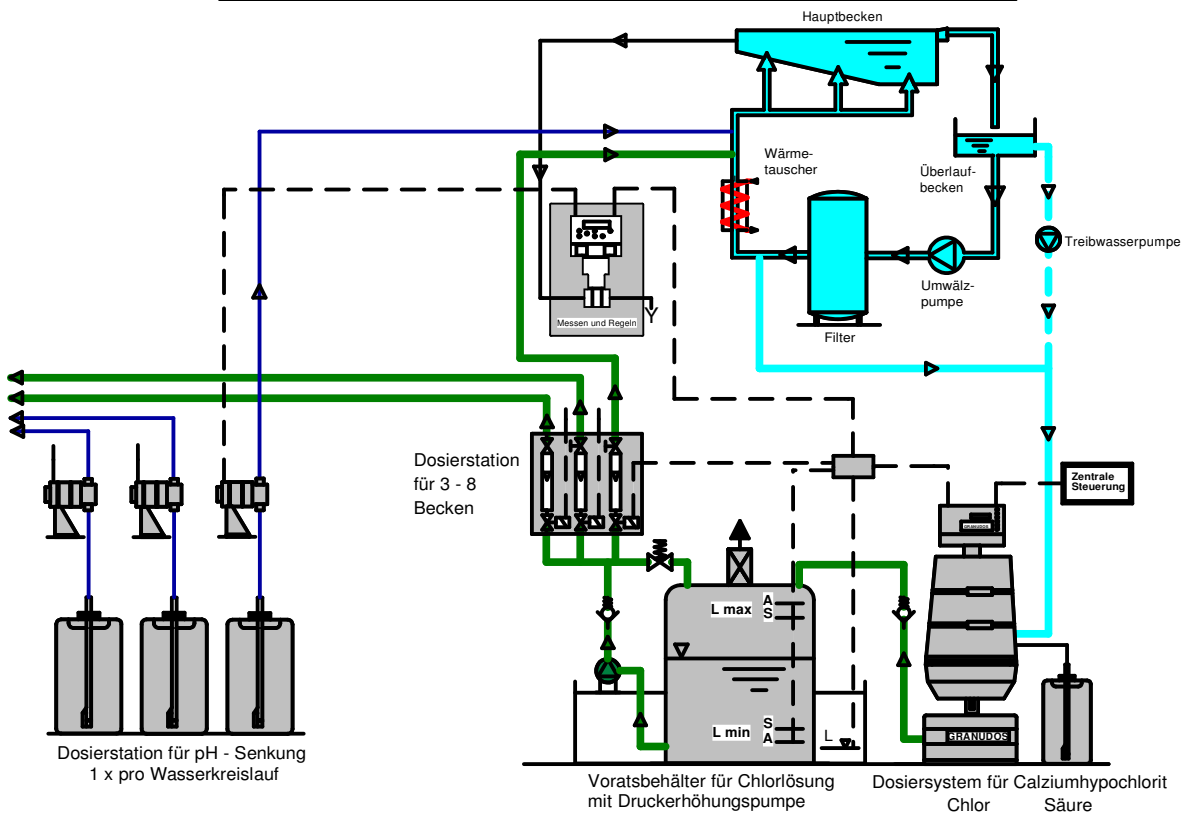 Hauptbecken
Wärme-
tauscher
Überlauf-
becken
Treibwasserpumpe
Umwälz-
pumpe
Filter
Messen und Regeln
Dosierstation
für 3 - 8
Becken
Zentrale
Steuerung
GRANUDOS
L max
A
S
L min
S
A
L
GRANUDOS
Dosierstation für pH - Senkung
1 x pro Wasserkreislauf
Voratsbehälter für Chlorlösung
mit Druckerhöhungspumpe
Dosiersystem für Calziumhypochlorit
Chlor Säure